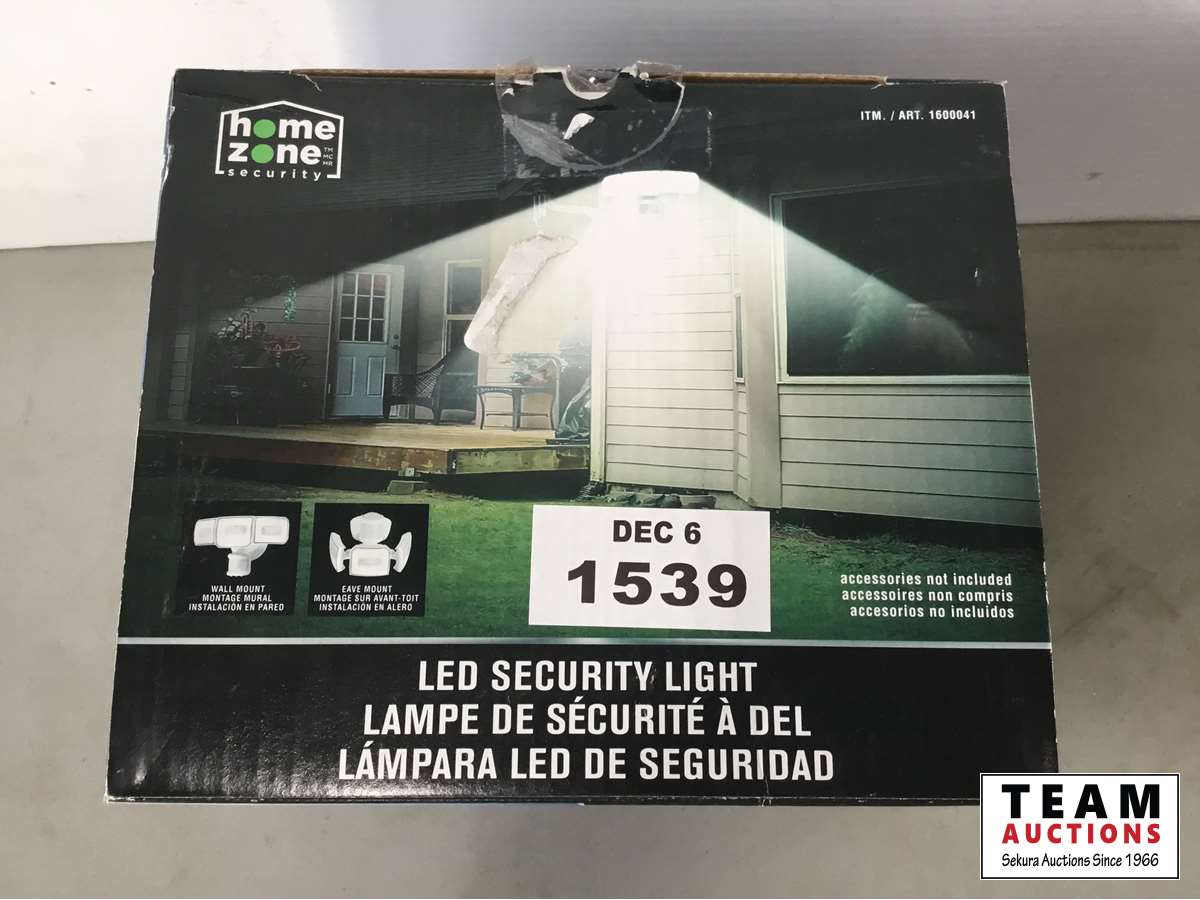 home
zone
TM
MC
MR
security
ITM. / ART. 1600041
WALL MOUNT
MONTAGE MURAL
INSTALACIÓN EN PARED
EAVE MOUNT
MONTAGE SUR AVANT-TOIT
INSTALACIÓN EN ALERO
DEC 6
1539
accessories not included
accessoires non compris
accesorios no incluidos
LED SECURITY LIGHT
LAMPE DE SÉCURITÉ À DEL
LÁMPARA LED DE SEGURIDAD
TEAM
AUCTIONS
Sekura Auctions Since 1966